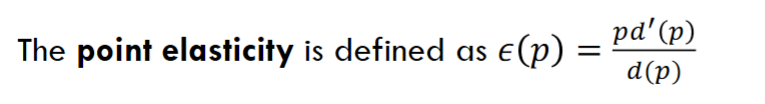 The point elasticity is defined as ϵ(p) = pd′(p)/d(p)